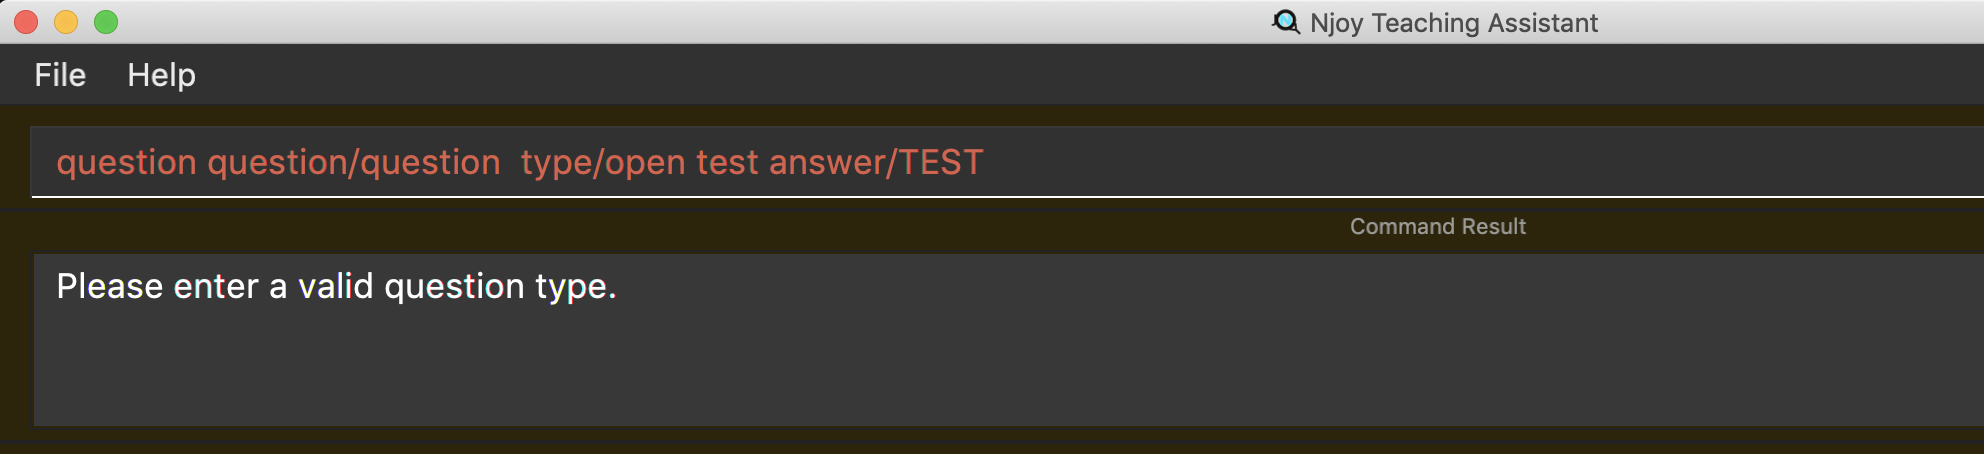 Njoy Teaching Assistant
File Help
question question/question  type/open test answer/TEST
Command Result
Please enter a valid question type.